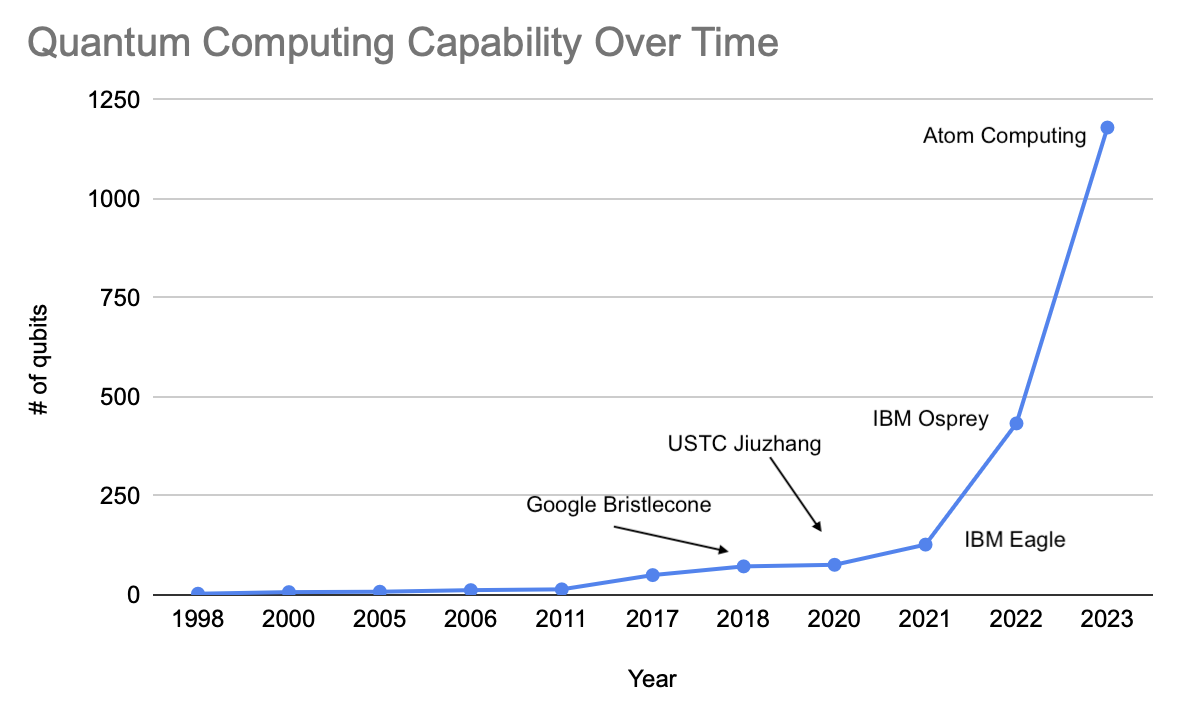 Quantum Computing Capability Over Time
1250
1000
750
500
250
0
# of qubits
Atom Computing
IBM Osprey
USTC Jiuzhang
Google Bristlecone
IBM Eagle
1998 2000 2005 2006 2011 2017 2018 2020 2021 2022 2023
Year